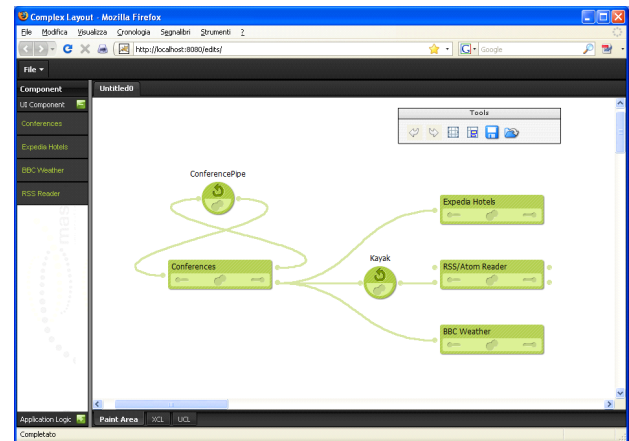 Complex Layout - Mozilla Firefox
File Modifica Visualizza Cronologia Segnalibri Strumenti ?
http://localhost:8080/edits/
G Google
File
Component
Untitled0
UI Component
Tools
Conferences
Expedia Hotels
BBC Weather
RSS Reader
mas
ConferencePipe
Expedia Hotels
Kayak
Conferences
RSS/Atom Reader
BBC Weather
Application Logic
Paint Area XCL UCL
Completato